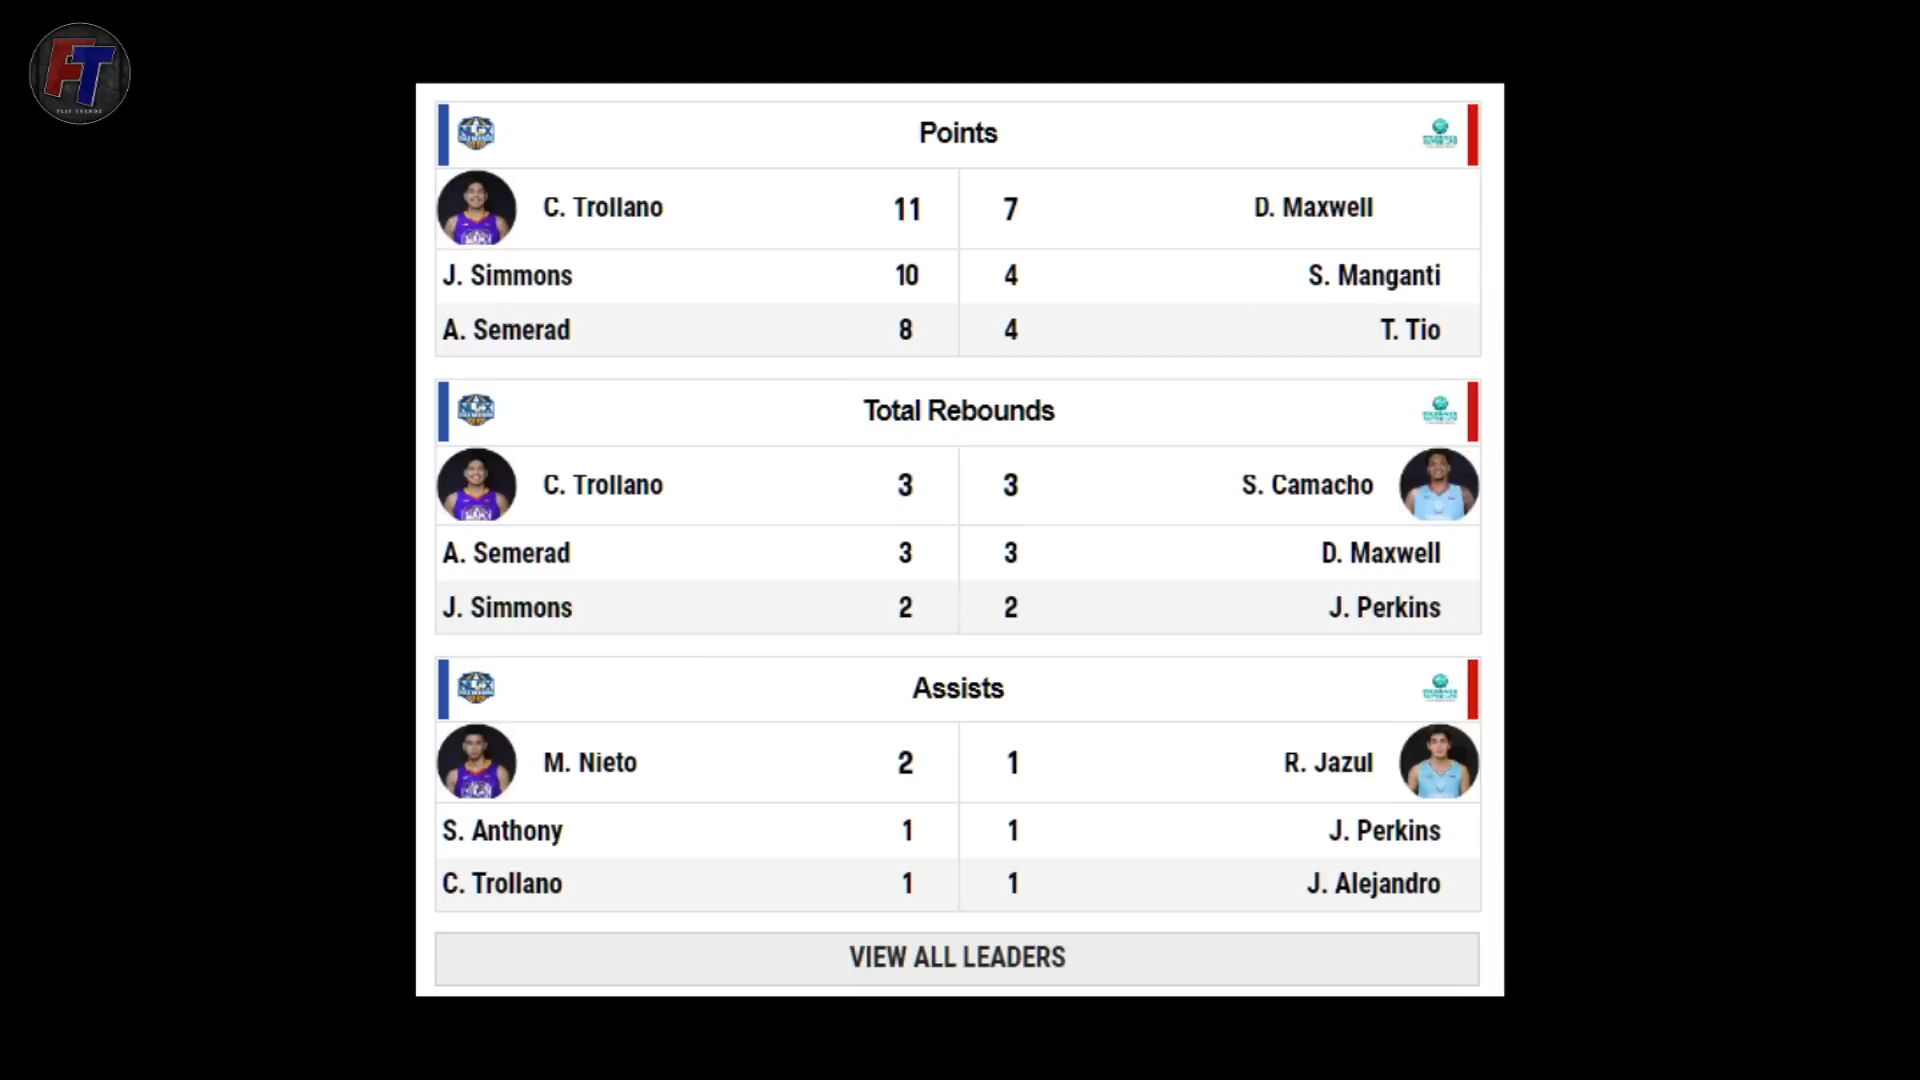 FT
Points
C. Trollano 11 7 D. Maxwell
J. Simmons 10 4 S. Manganti
A. Semerad 8 4 T. Tio
Total Rebounds
C. Trollano 3 3 S. Camacho
A. Semerad 3 3 D. Maxwell
J. Simmons 2 2 J. Perkins
Assists
M. Nieto 2 1 R. Jazul
S. Anthony 1 1 J. Perkins
C. Trollano 1 1 J. Alejandro
VIEW ALL LEADERS